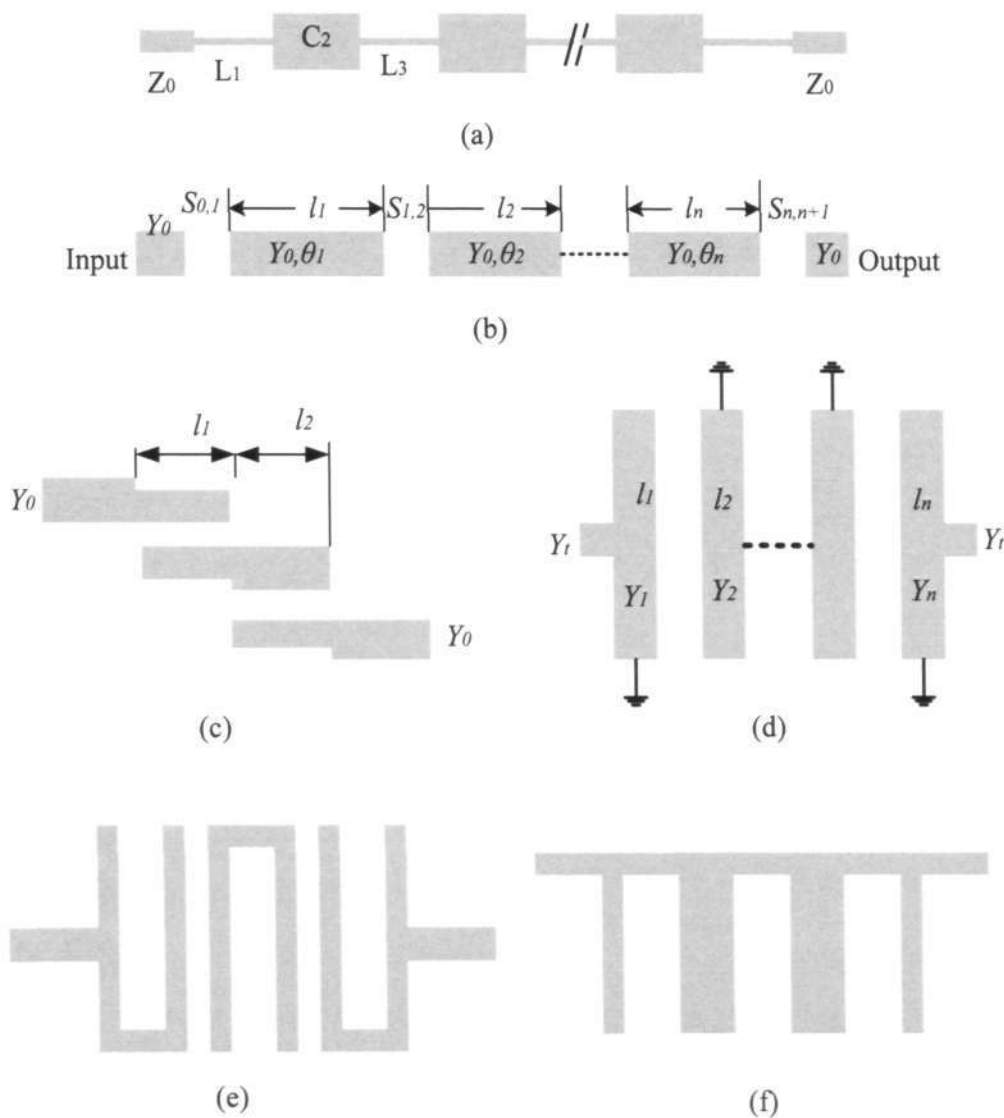 C2
L1 L3
Z0 Z0
(a)
S0,1 l1 S1,2 l2 ln Sn,n+1
Y0
Input Y0,θ1 Y0,θ2 Y0,θn Y0 Output
(b)
l1 l2
Y0
Y0
(c)
l1 l2 ln
Yt Yt
Y1 Y2 Yn
(d)
(e)
(f)